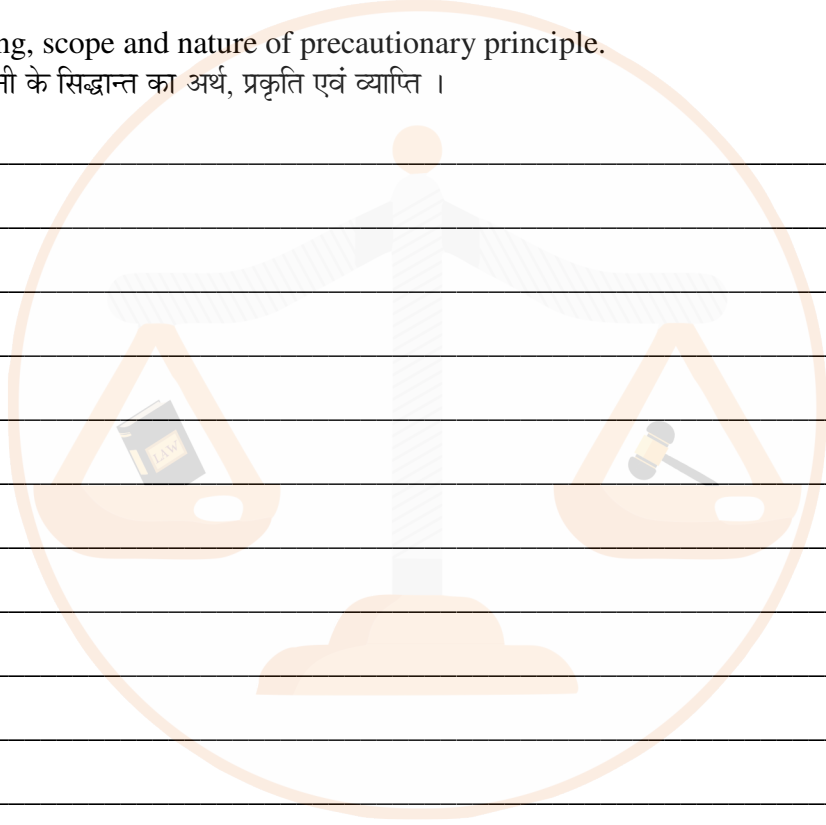 ng, scope and nature of precautionary principle.
नी के सिद्धान्त का अर्थ, प्रकृति एवं व्याप्ति ।
LAW